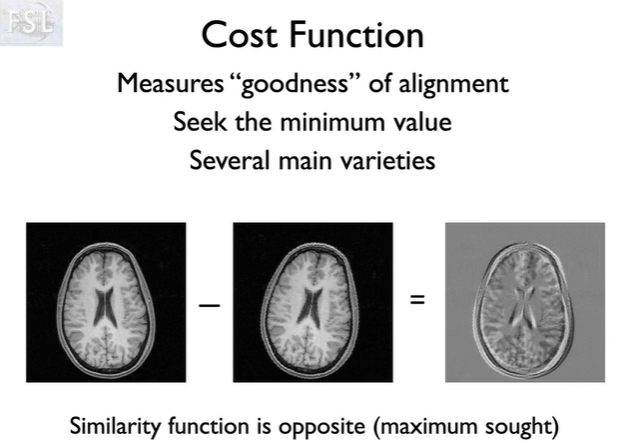 FSL
Cost Function
Measures “goodness” of alignment
Seek the minimum value
Several main varieties
– =
Similarity function is opposite (maximum sought)